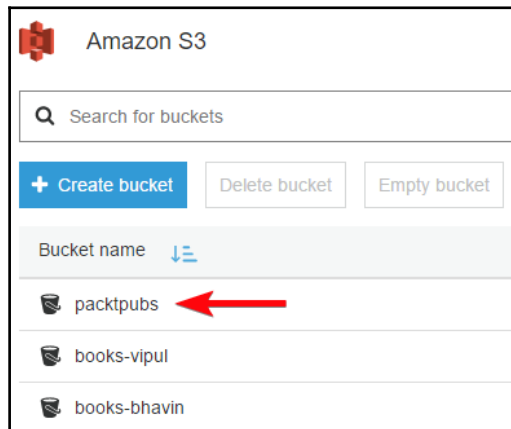 Amazon S3
Search for buckets
+ Create bucket Delete bucket Empty bucket
Bucket name
packtpubs
books-vipul
books-bhavin